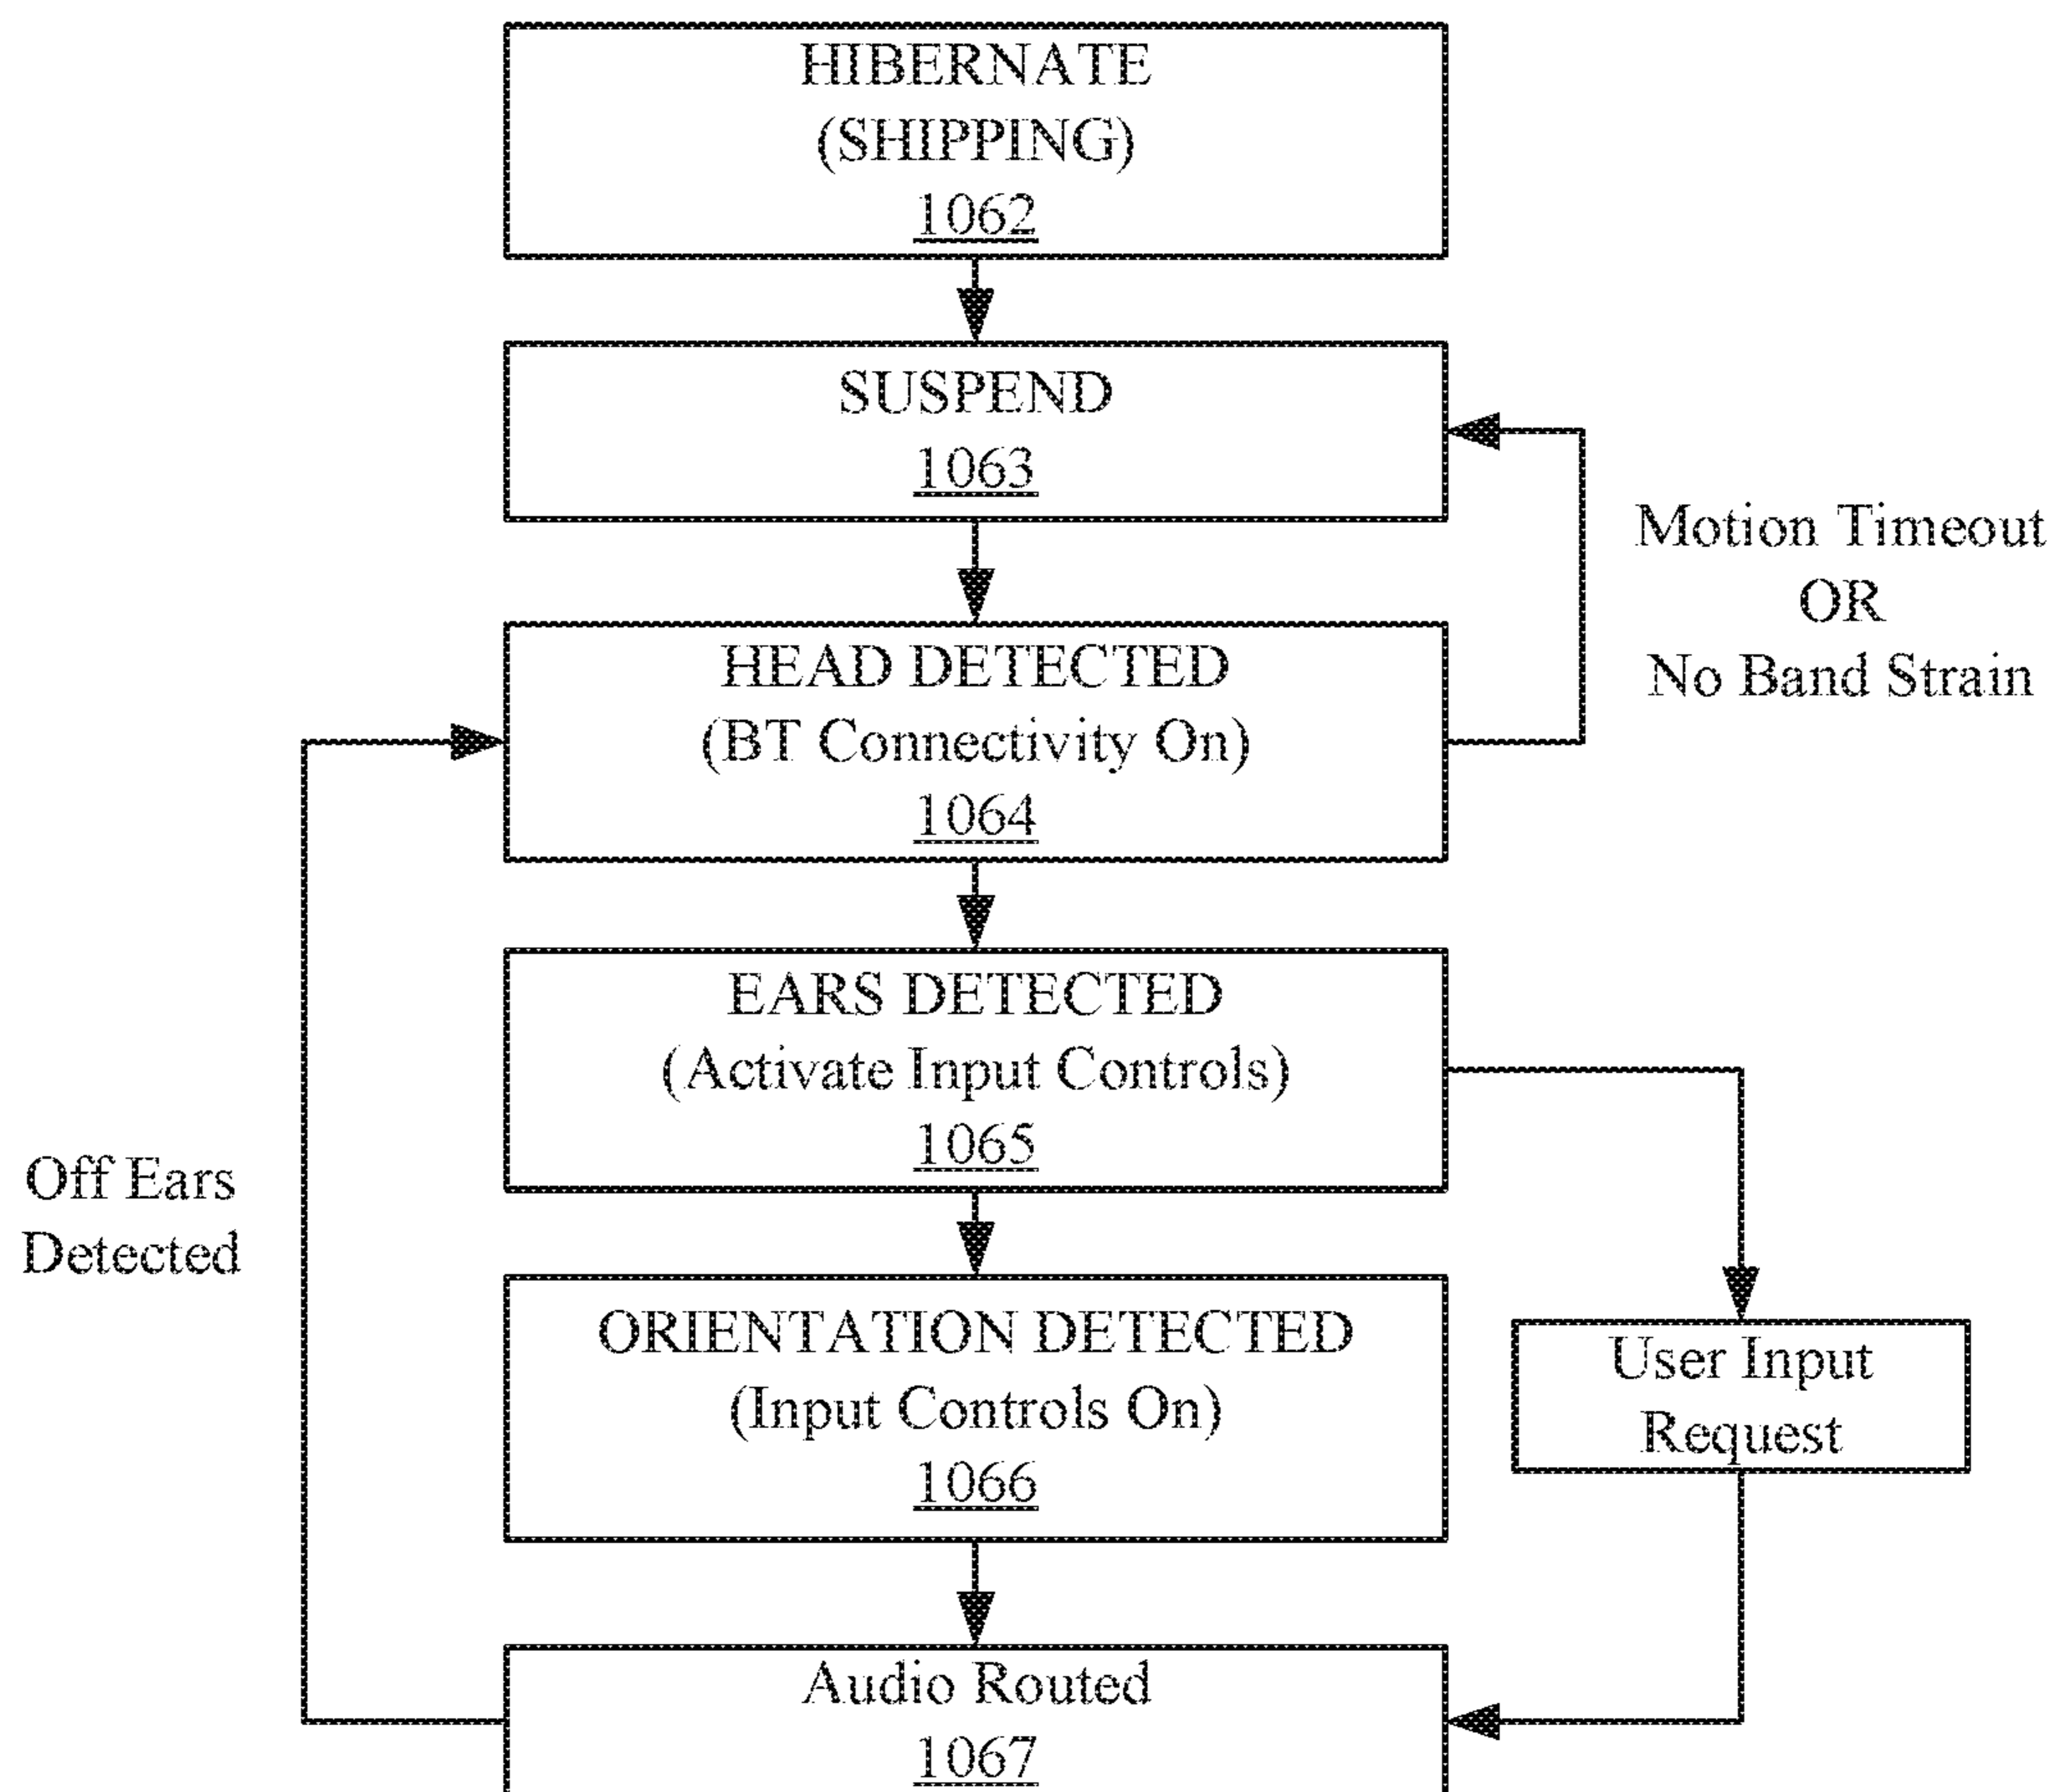 HIBERNATE
(SHIPPING)
1062
SUSPEND
1063
Motion Timeout
OR
No Band Strain
HEAD DETECTED
(BT Connectivity On)
1064
EARS DETECTED
(Activate Input Controls)
1065
Off Ears
Detected
ORIENTATION DETECTED
(Input Controls On)
1066
User Input
Request
Audio Routed
1067